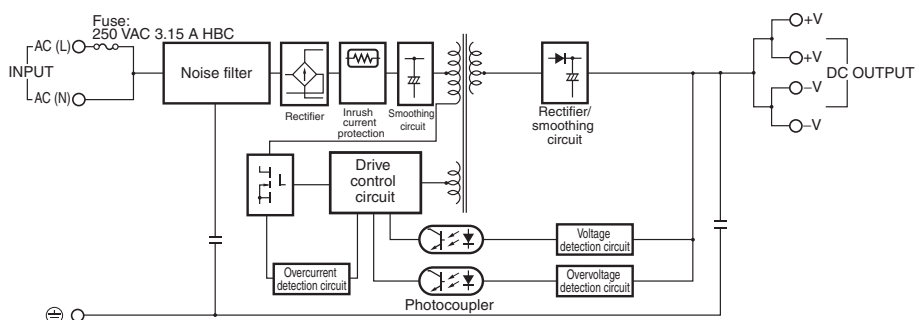 Fuse:
250 VAC 3.15 A HBC
AC (L)
INPUT
AC (N)
Noise filter
Rectifier
Inrush
current
protection
Smoothing
circuit
Rectifier/
smoothing
circuit
+V
+V
DC OUTPUT
−V
−V
Drive
control
circuit
Overcurrent
detection circuit
Voltage
detection circuit
Overvoltage
detection circuit
Photocoupler